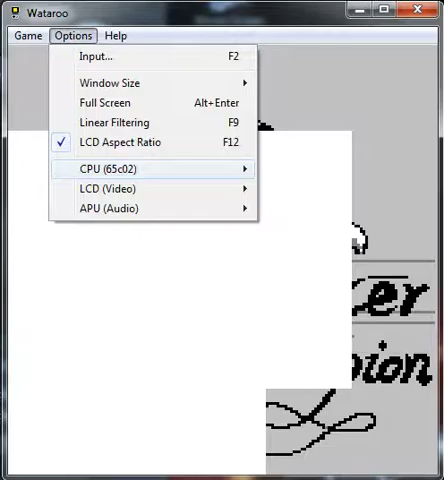 Wataroo
Game Options Help
Input... F2
Window Size
Full Screen Alt+Enter
Linear Filtering F9
LCD Aspect Ratio F12
CPU (65c02)
LCD (Video)
APU (Audio)